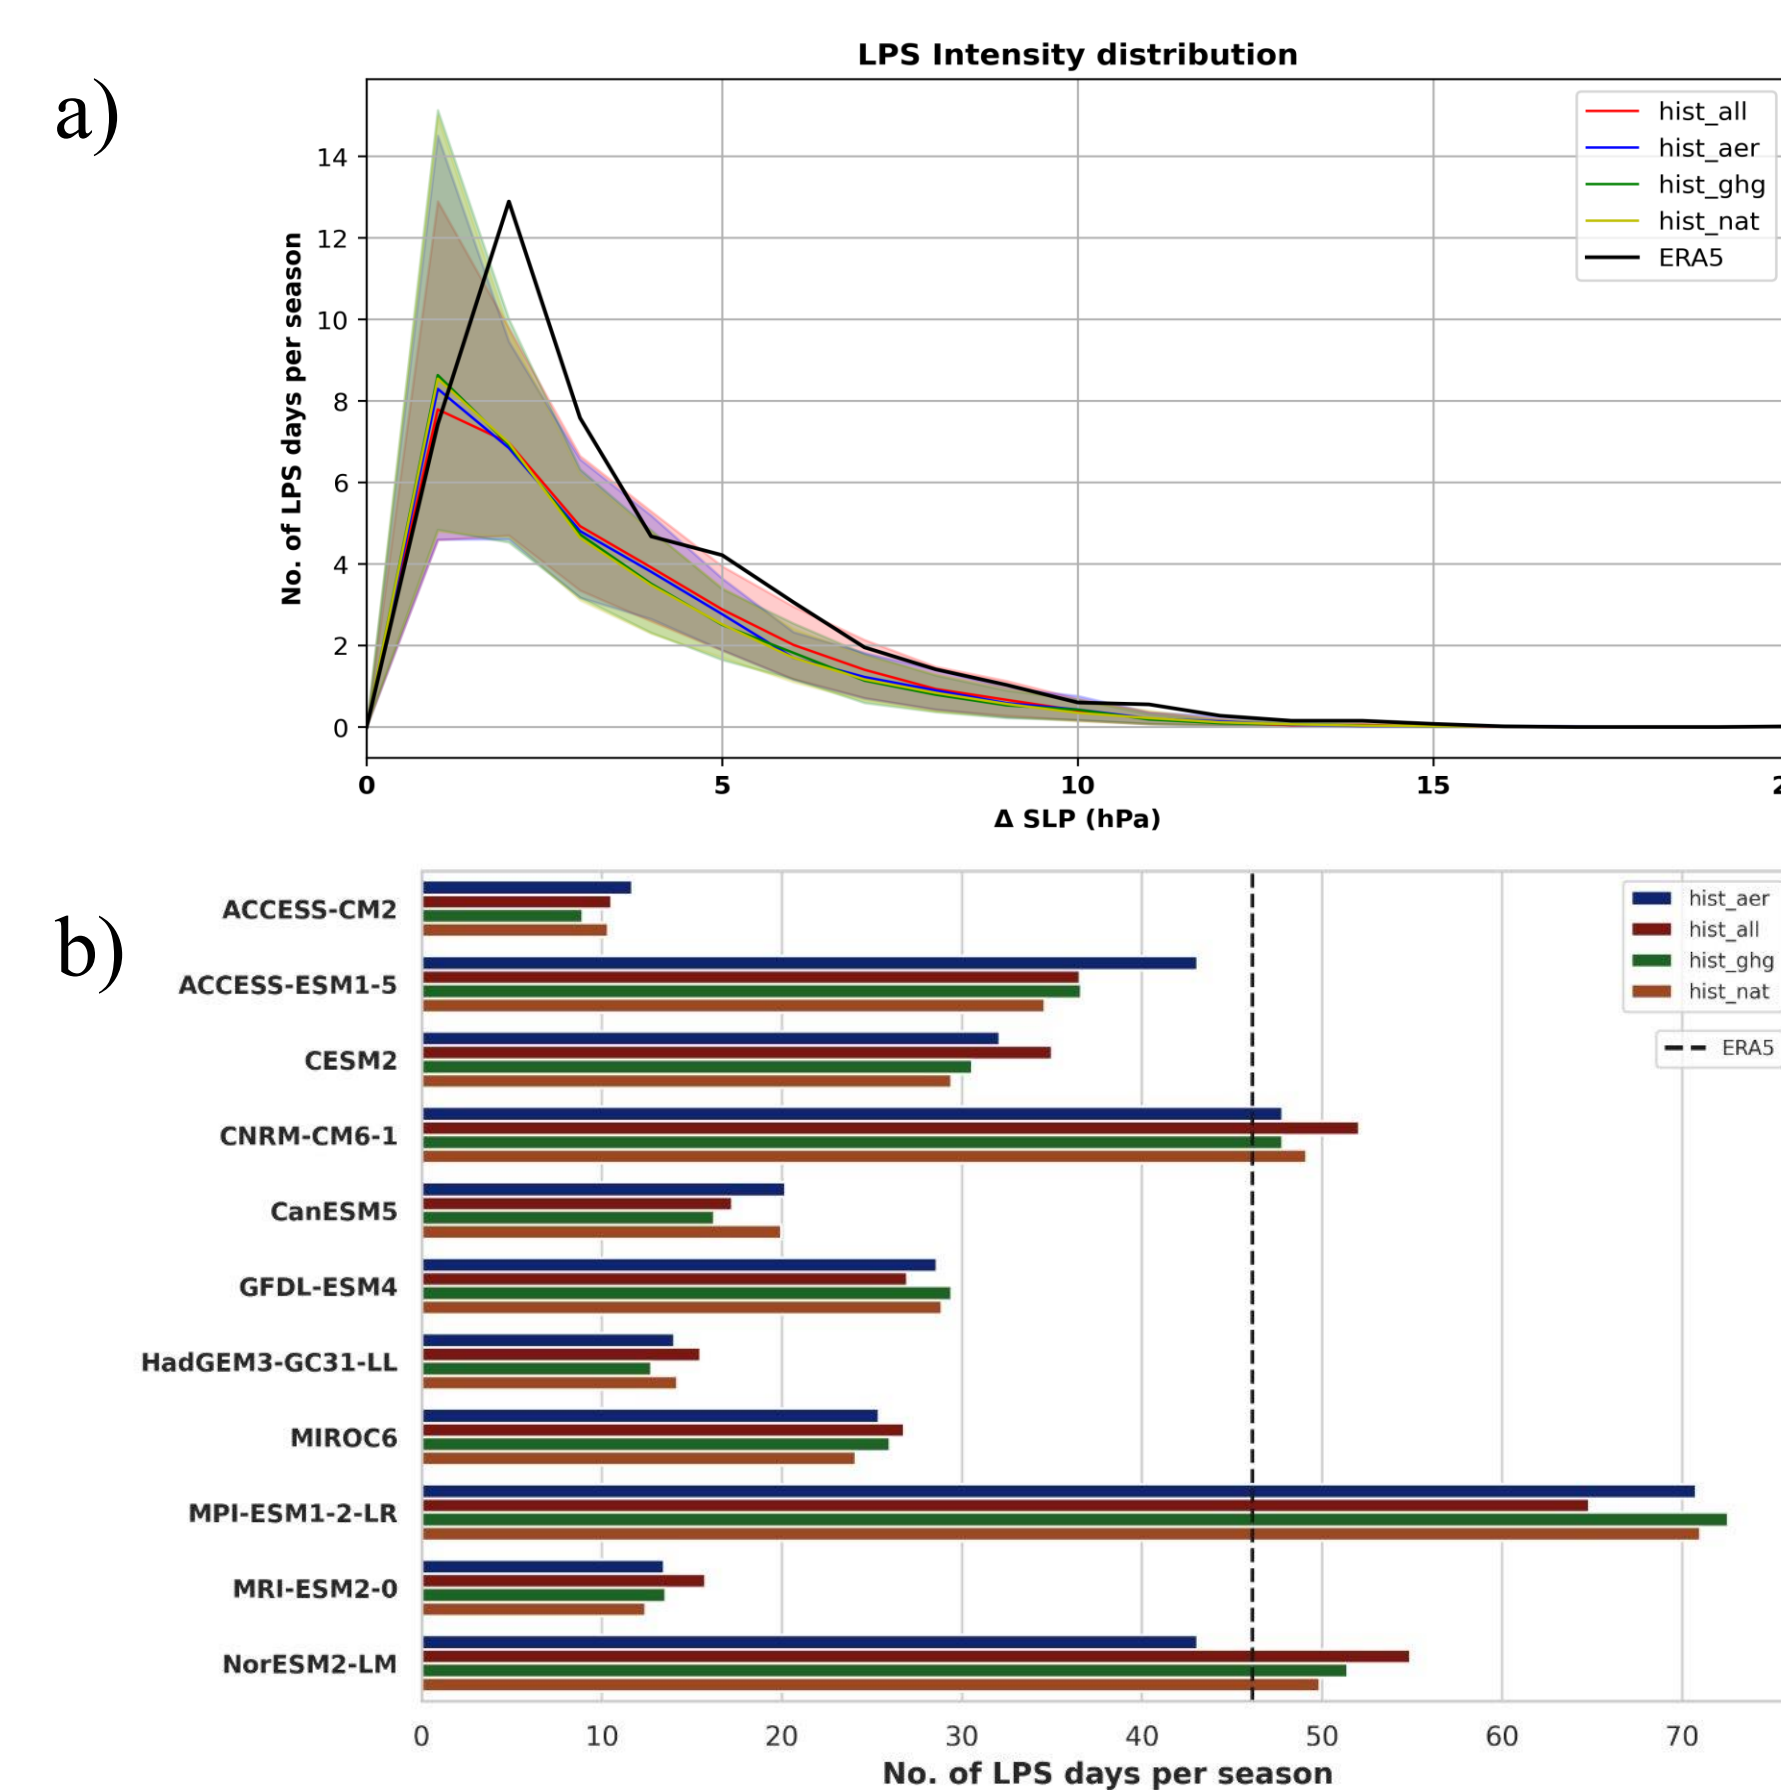 a)
LPS Intensity distribution
No. of LPS days per season
14
12
10
8
6
4
2
0
0 5 10 15 2
Δ SLP (hPa)
hist_all
hist_aer
hist_ghg
hist_nat
ERA5
b)
ACCESS-CM2
ACCESS-ESM1-5
CESM2
CNRM-CM6-1
CanESM5
GFDL-ESM4
HadGEM3-GC31-LL
MIROC6
MPI-ESM1-2-LR
MRI-ESM2-0
NorESM2-LM
hist_aer
hist_all
hist_ghg
hist_nat
ERA5
0 10 20 30 40 50 60 70
No. of LPS days per season